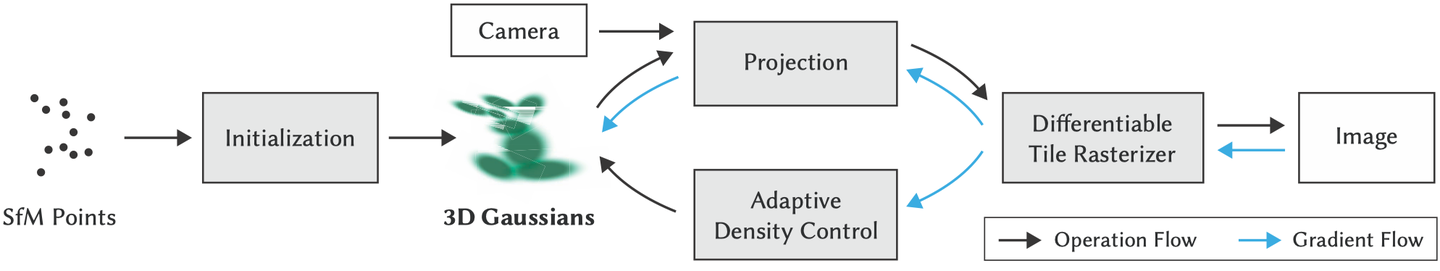 Camera
Projection
Initialization
Differentiable
Tile Rasterizer
Image
SfM Points
3D Gaussians
Adaptive
Density Control
Operation Flow
Gradient Flow